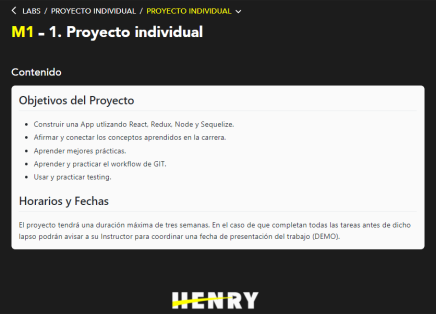 LABS / PROYECTO INDIVIDUAL / PROYECTO INDIVIDUAL
M1 – 1. Proyecto individual
Contenido
Objetivos del Proyecto
Construir una App utlizando React, Redux, Node y Sequelize.
Afirmar y conectar los conceptos aprendidos en la carrera.
Aprender mejores prácticas.
Aprender y practicar el workflow de GIT.
Usar y practicar testing.
Horarios y Fechas
El proyecto tendrá una duración máxima de tres semanas. En el caso de que completan todas las tareas antes de dicho
lapso podrán avisar a su Instructor para coordinar una fecha de presentación del trabajo (DEMO).
HENRY